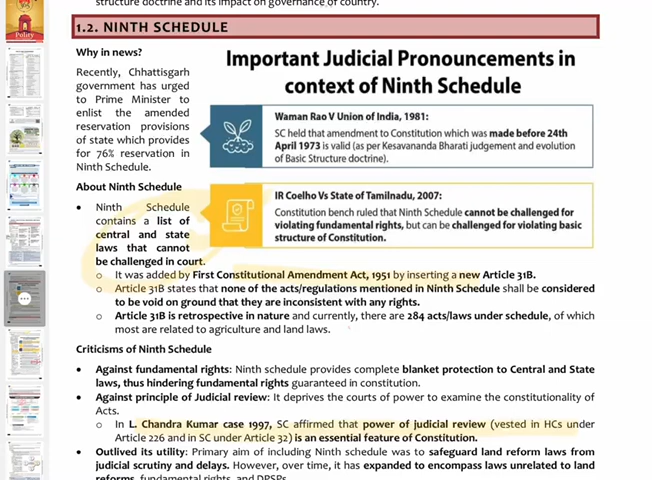 structure doctrine and its impact on governance of country.
1.2. NINTH SCHEDULE
Why in news?
Recently, Chhattisgarh
government has urged
to Prime Minister to
enlist the amended
reservation provisions
of state which provides
for 76% reservation in
Ninth Schedule.
Important Judicial Pronouncements in
context of Ninth Schedule
Waman Rao V Union of India, 1981:
SC held that amendment to Constitution which was made before 24th
April 1973 is valid (as per Kesavananda Bharati judgement and evolution
of Basic Structure doctrine).
IR Coelho Vs State of Tamilnadu, 2007:
Constitution bench ruled that Ninth Schedule cannot be challenged for
violating fundamental rights, but can be challenged for violating basic
structure of Constitution.
About Ninth Schedule
• Ninth Schedule
contains a list of
central and state
laws that cannot
be challenged in court.
o It was added by First Constitutional Amendment Act, 1951 by inserting a new Article 31B.
o Article 31B states that none of the acts/regulations mentioned in Ninth Schedule shall be considered
to be void on ground that they are inconsistent with any rights.
o Article 31B is retrospective in nature and currently, there are 284 acts/laws under schedule, of which
most are related to agriculture and land laws.
Criticisms of Ninth Schedule
• Against fundamental rights: Ninth schedule provides complete blanket protection to Central and State
laws, thus hindering fundamental rights guaranteed in constitution.
• Against principle of Judicial review: It deprives the courts of power to examine the constitutionality of
Acts.
o In L. Chandra Kumar case 1997, SC affirmed that power of judicial review (vested in HCs under
Article 226 and in SC under Article 32) is an essential feature of Constitution.
• Outlived its utility: Primary aim of including Ninth Schedule was to safeguard land reform laws from
judicial scrutiny and delays. However, over time, it has expanded to encompass laws unrelated to land
reforms, fundamental rights, and DPSPs.
Polity